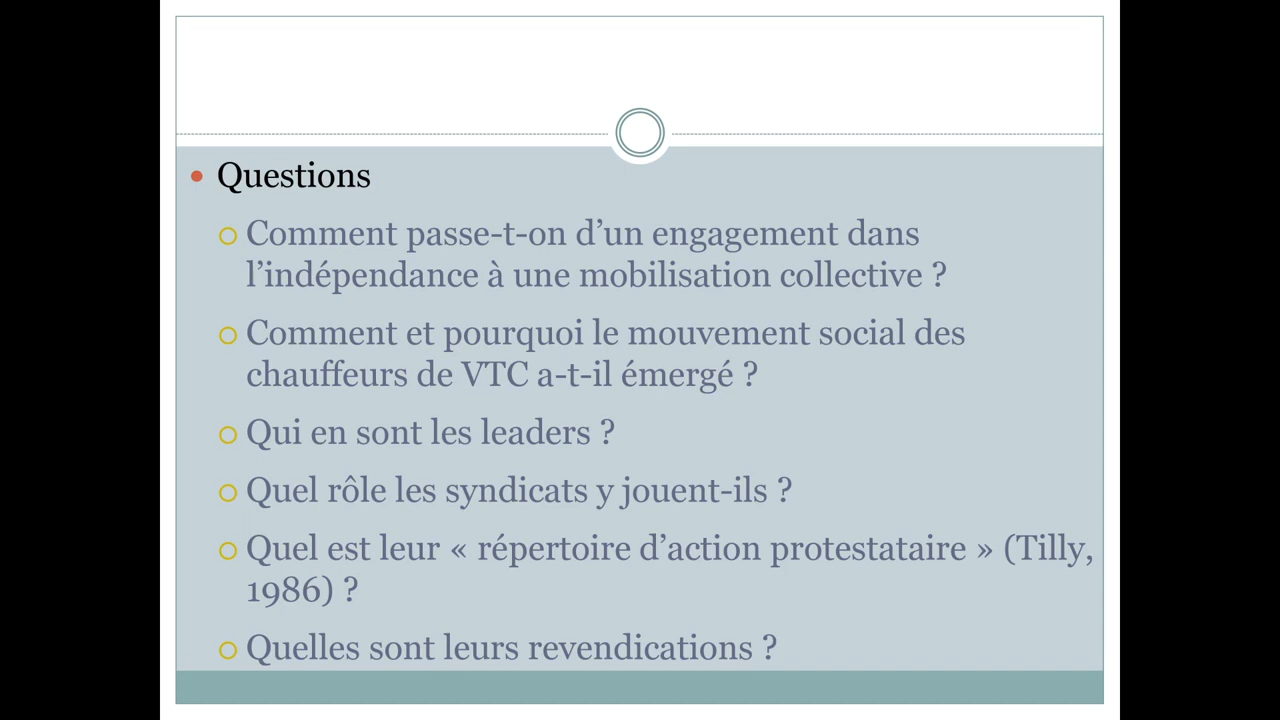 Questions
Comment passe-t-on d’un engagement dans
l’indépendance à une mobilisation collective ?
Comment et pourquoi le mouvement social des
chauffeurs de VTC a-t-il émergé ?
Qui en sont les leaders ?
Quel rôle les syndicats y jouent-ils ?
Quel est leur « répertoire d’action protestataire » (Tilly,
1986) ?
Quelles sont leurs revendications ?